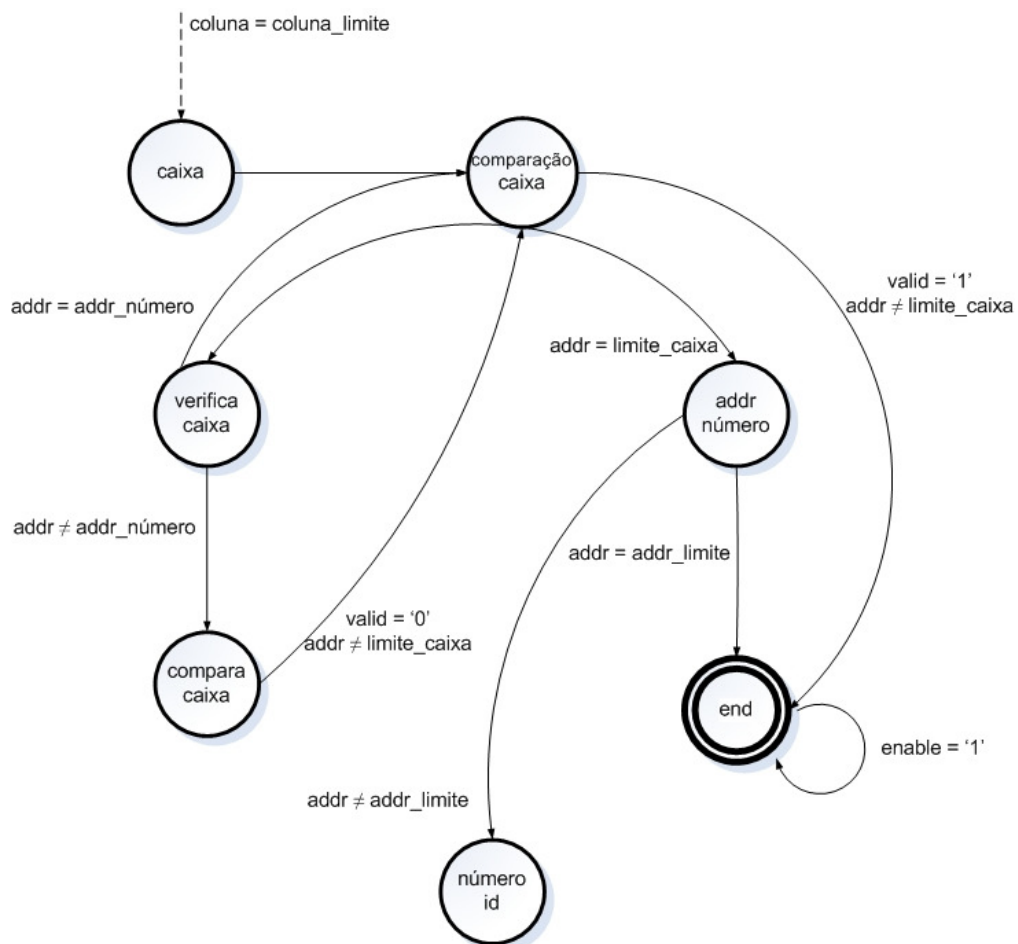 coluna = coluna_limite
caixa
comparação
caixa
valid = ‘1’
addr ≠ limite_caixa
addr = addr_número
addr = limite_caixa
verifica
caixa
addr
número
addr ≠ addr_número
addr = addr_limite
valid = ‘0’
addr ≠ limite_caixa
compara
caixa
end
enable = ‘1’
addr ≠ addr_limite
número
id